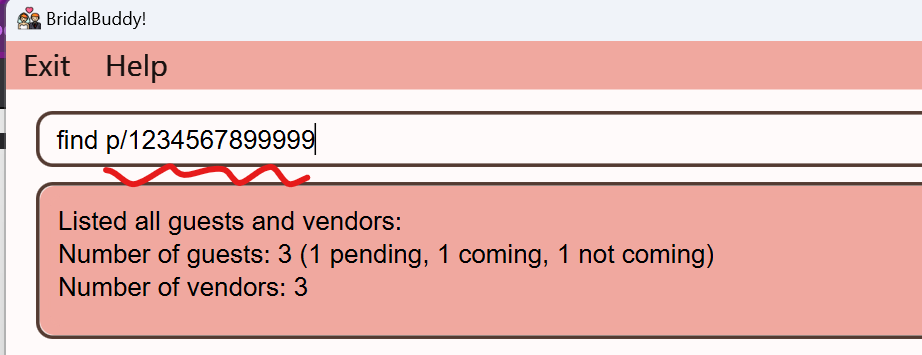 BridalBuddy!
Exit Help
find p/1234567899999
Listed all guests and vendors:
Number of guests: 3 (1 pending, 1 coming, 1 not coming)
Number of vendors: 3